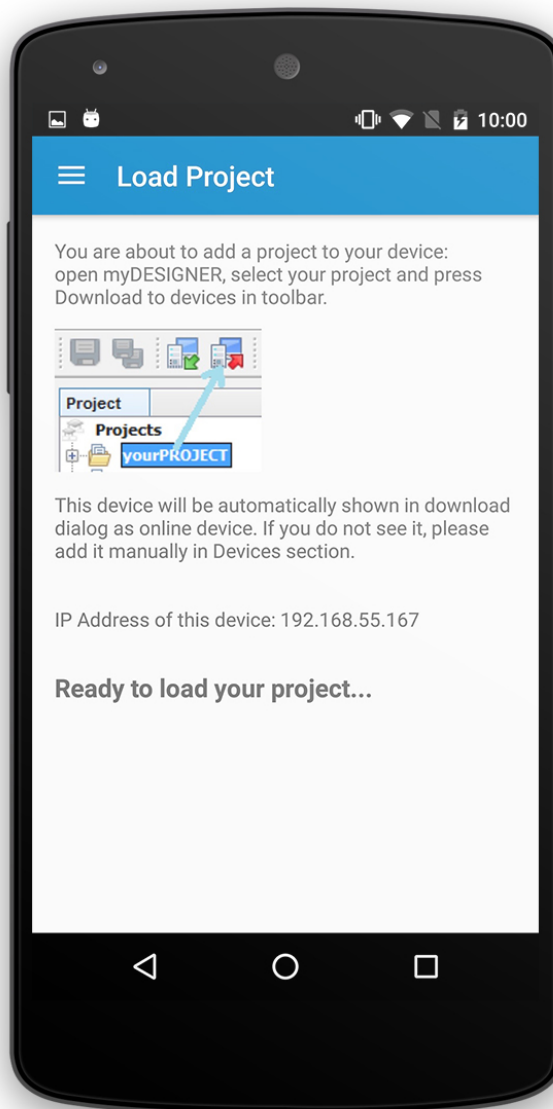 10:00
Load Project
You are about to add a project to your device:
open myDESIGNER, select your project and press
Download to devices in toolbar.
Project
Projects
yourPROJECT
This device will be automatically shown in download
dialog as online device. If you do not see it, please
add it manually in Devices section.
IP Address of this device: 192.168.55.167
Ready to load your project...